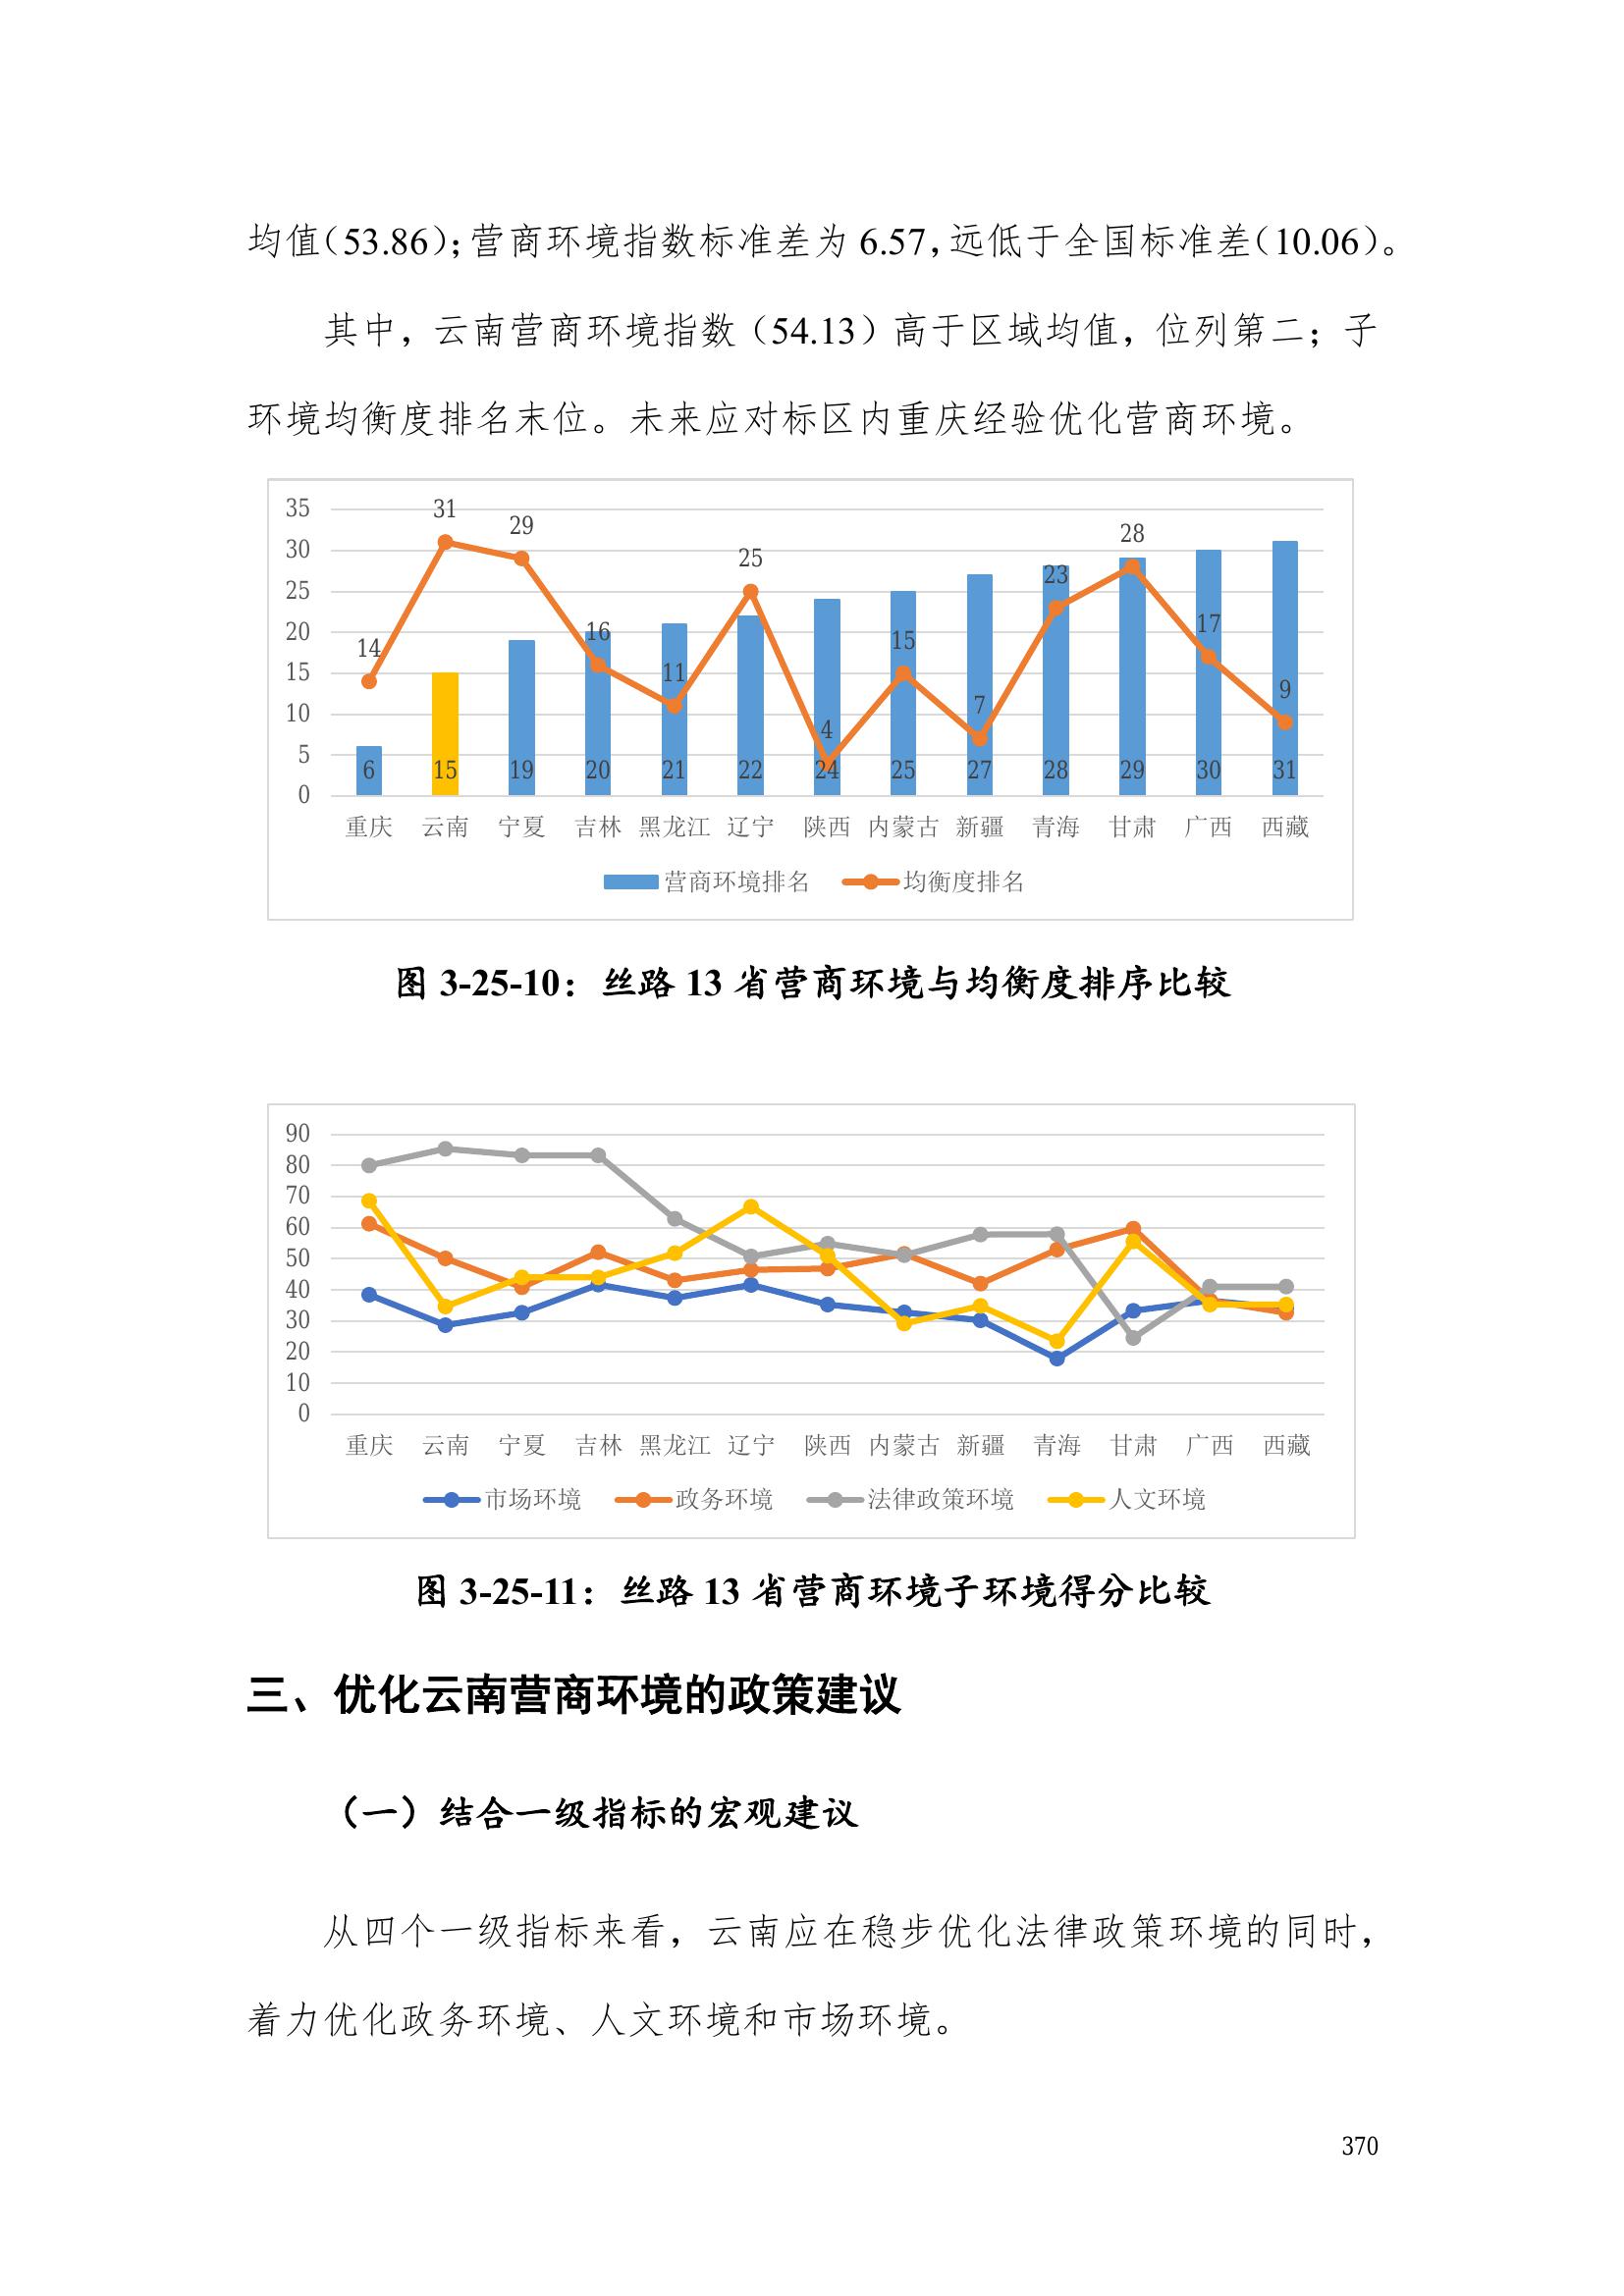 均值（53.86）；营商环境指数标准差为 6.57，远低于全国标准差（10.06）。
其中，云南营商环境指数（54.13）高于区域均值，位列第二；子
环境均衡度排名末位。未来应对标区内重庆经验优化营商环境。
35
30
25
20
15
10
5
0
14
31
29
16
11
25
4
15
7
23
28
17
9
6 15 19 20 21 22 24 25 27 28 29 30 31
重庆 云南 宁夏 吉林 黑龙江 辽宁 陕西 内蒙古 新疆 青海 甘肃 广西 西藏
营商环境排名 均衡度排名
图 3-25-10：丝路 13 省营商环境与均衡度排序比较
90
80
70
60
50
40
30
20
10
0
重庆 云南 宁夏 吉林 黑龙江 辽宁 陕西 内蒙古 新疆 青海 甘肃 广西 西藏
市场环境 政务环境 法律政策环境 人文环境
图 3-25-11：丝路 13 省营商环境子环境得分比较
三、优化云南营商环境的政策建议
（一）结合一级指标的宏观建议
从四个一级指标来看，云南应在稳步优化法律政策环境的同时，
着力优化政务环境、人文环境和市场环境。
370